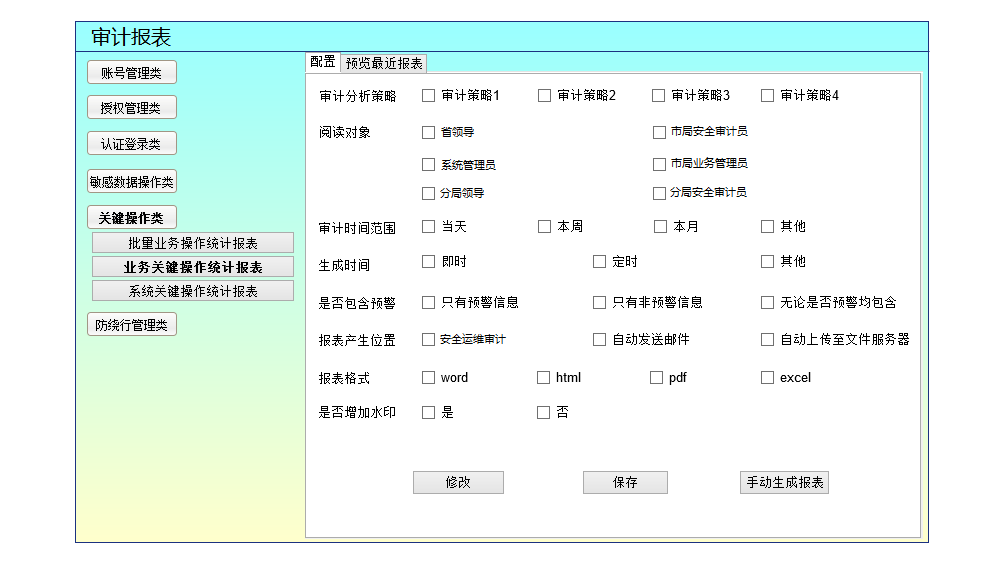 审计报表
账号管理类
授权管理类
认证登录类
敏感数据操作类
关键操作类
批量业务操作统计报表
业务关键操作统计报表
系统关键操作统计报表
防绕行管理类
配置 预览最近报表
审计分析策略 审计策略1 审计策略2 审计策略3 审计策略4
阅读对象 省领导 市局安全审计员
系统管理员 市局业务管理员
分局领导 分局安全审计员
审计时间范围 当天 本周 本月 其他
生成时间 即时 定时 其他
是否包含预警 只有预警信息 只有非预警信息 无论是否预警均包含
报表产生位置 安全运维审计 自动发送邮件 自动上传至文件服务器
报表格式 word html pdf excel
是否增加水印 是 否
修改 保存 手动生成报表